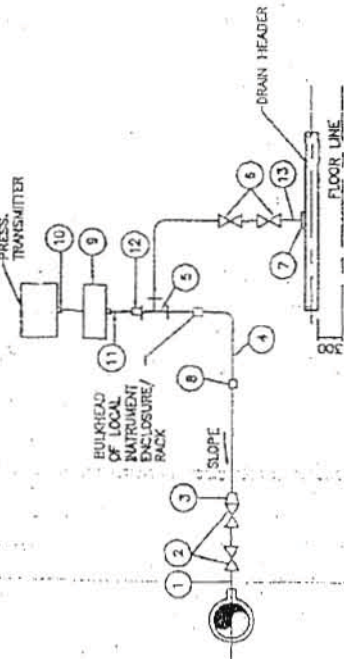 PRESS.
TRANSMITTER
10
9
12
11
5
BULKHEAD
OF LOCAL
INSTRUMENT
ENCLOSURE/
RACK
SLOPE
1
2
3
8
4
6
7
13
DRAIN HEADER
FLOOR LINE